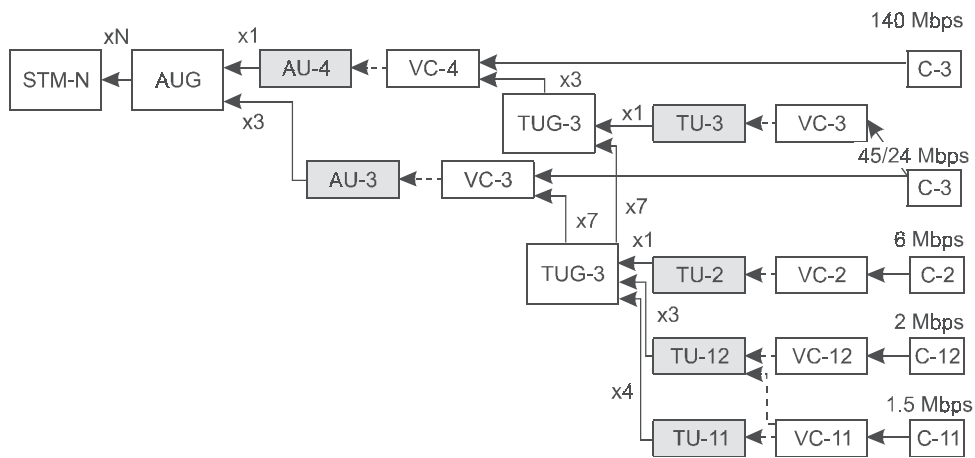 140 Mbps
xN
x1
STM-N
AUG
AU-4
VC-4
C-3
x3
x3
TUG-3
x1
TU-3
VC-3
45/24 Mbps
AU-3
VC-3
C-3
x7
x7
6 Mbps
TUG-3
x1
TU-2
VC-2
C-2
x3
2 Mbps
TU-12
VC-12
C-12
x4
1.5 Mbps
TU-11
VC-11
C-11